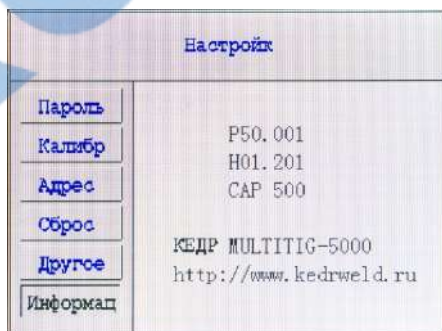 Настройк
Пароль
Калибр
Адрес
Сброс
Другое
Информац
P50.001
H01.201
CAP 500
КЕДР MULTITIG-5000
http://www.kedrweld.ru